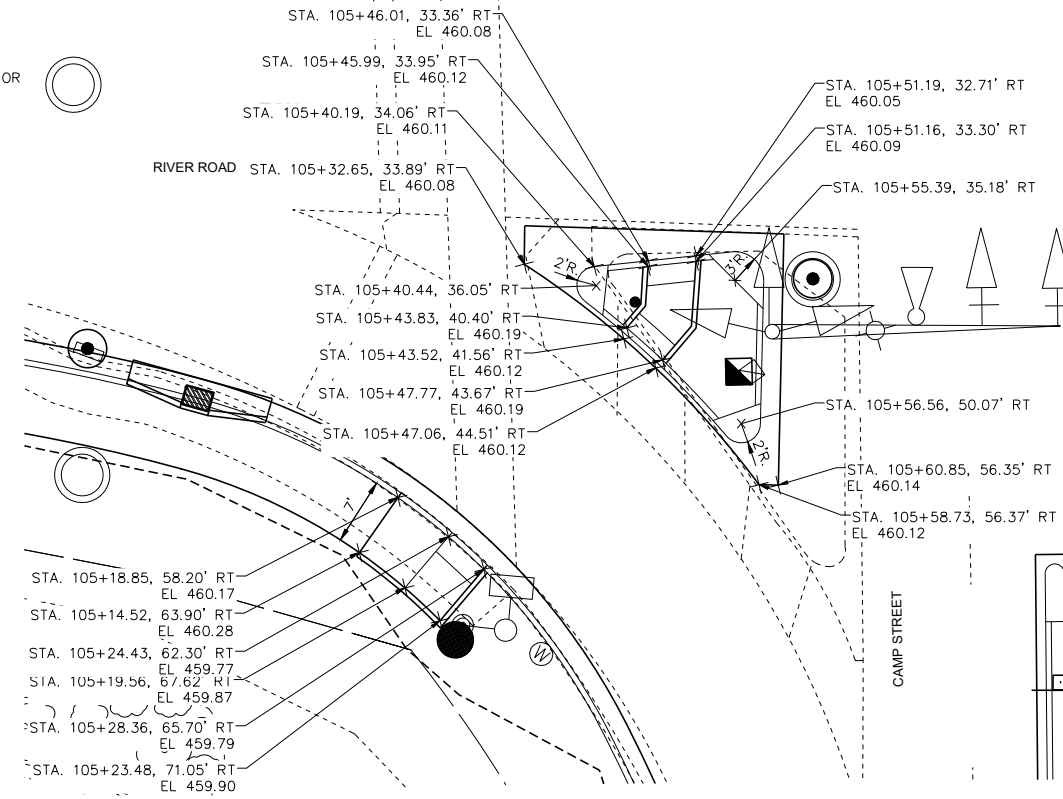 STA. 105+46.01, 33.36' RT
EL 460.08
STA. 105+45.99, 33.95' RT
EL 460.12
OR
STA. 105+40.19, 34.06' RT
EL 460.11
RIVER ROAD
STA. 105+32.65, 33.89' RT
EL 460.08
STA. 105+51.19, 32.71' RT
EL 460.05
STA. 105+51.16, 33.30' RT
EL 460.09
STA. 105+55.39, 35.18' RT
2'R.
3'R.
STA. 105+40.44, 36.05' RT
STA. 105+43.83, 40.40' RT
EL 460.19
STA. 105+43.52, 41.56' RT
EL 460.12
STA. 105+47.77, 43.67' RT
EL 460.19
STA. 105+47.06, 44.51' RT
EL 460.12
STA. 105+56.56, 50.07' RT
2'R.
STA. 105+60.85, 56.35' RT
EL 460.14
STA. 105+58.73, 56.37' RT
EL 460.12
7'
STA. 105+18.85, 58.20' RT
EL 460.17
STA. 105+14.52, 63.90' RT
EL 460.28
STA. 105+24.43, 62.30' RT
EL 459.77
STA. 105+19.56, 67.62' RT
EL 459.87
STA. 105+28.36, 65.70' RT
EL 459.79
STA. 105+23.48, 71.05' RT
EL 459.90
W
CAMP STREET